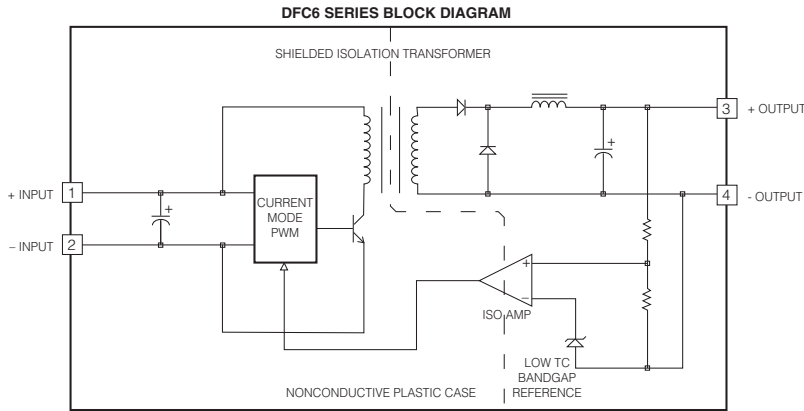 DFC6 SERIES BLOCK DIAGRAM
SHIELDED ISOLATION TRANSFORMER
3
+ OUTPUT
+ INPUT
1
+
CURRENT
MODE
PWM
+
4
- OUTPUT
– INPUT
2
+
−
ISO AMP
LOW TC
BANDGAP
REFERENCE
NONCONDUCTIVE PLASTIC CASE